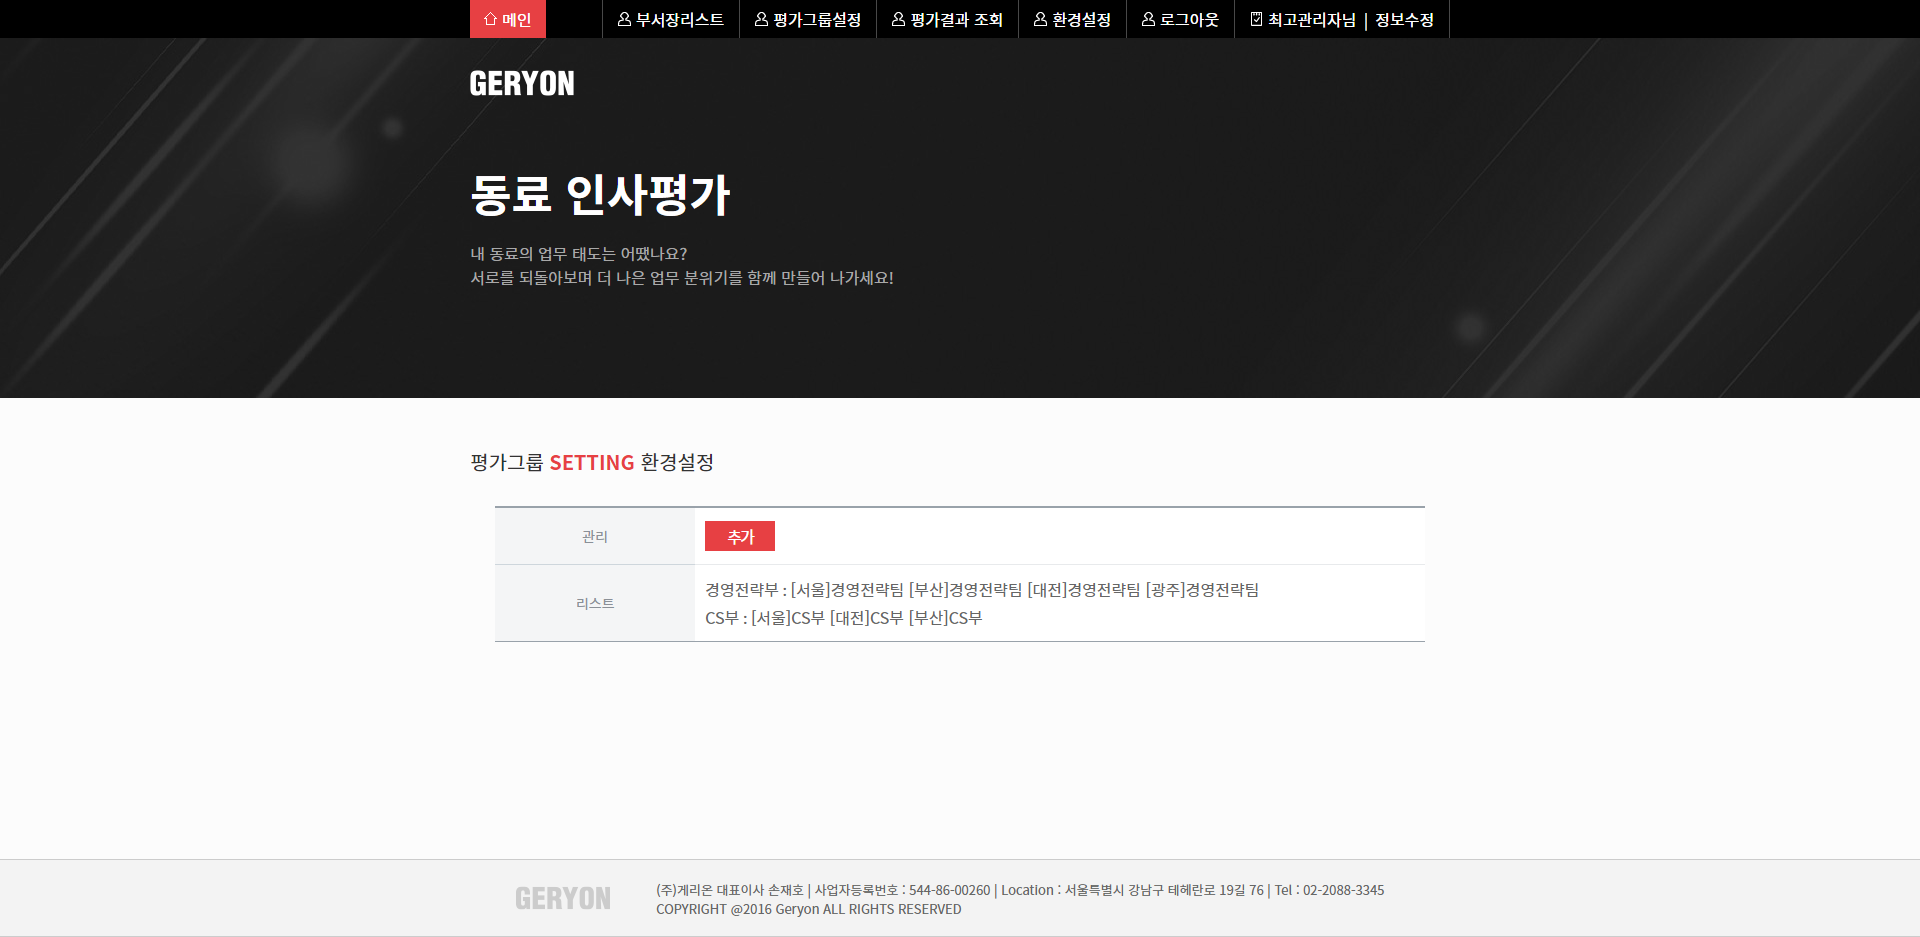 메인 부서장리스트 평가그룹설정 평가결과 조회 환경설정 로그아웃 최고관리자님 | 정보수정
GERYON
동료 인사평가
내 동료의 업무 태도는 어땠나요?
서로를 되돌아보며 더 나은 업무 분위기를 함께 만들어 나가세요!
평가그룹 SETTING 환경설정
관리 추가
리스트
경영전략부 : [서울]경영전략팀 [부산]경영전략팀 [대전]경영전략팀 [광주]경영전략팀
CS부 : [서울]CS부 [대전]CS부 [부산]CS부
GERYON
(주)게리온 대표이사 손재호 | 사업자등록번호 : 544-86-00260 | Location : 서울특별시 강남구 테헤란로 19길 76 | Tel : 02-2088-3345
COPYRIGHT @2016 Geryon ALL RIGHTS RESERVED